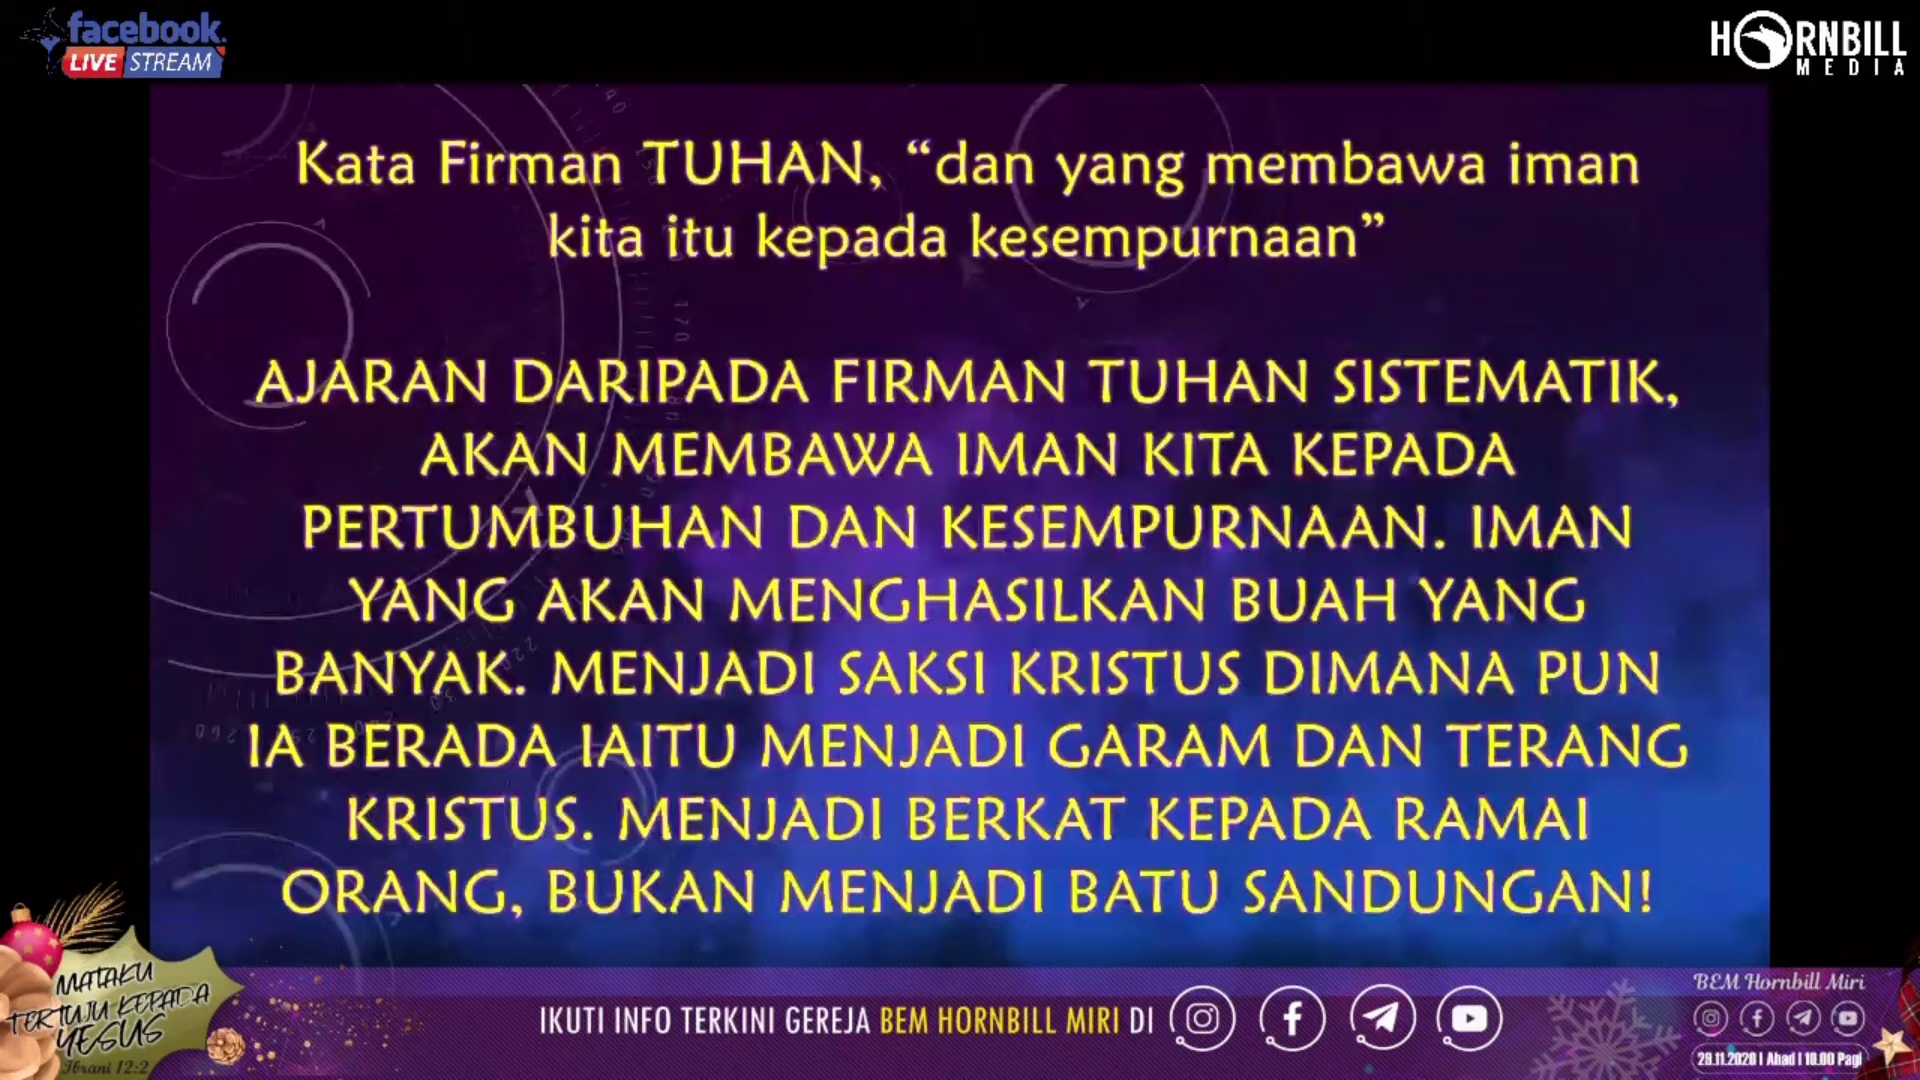 facebook.
LIVE STREAM
HORNBILL
MEDIA
Kata Firman TUHAN, “dan yang membawa iman
kita itu kepada kesempurnaan”
AJARAN DARIPADA FIRMAN TUHAN SISTEMATIK,
AKAN MEMBAWA IMAN KITA KEPADA
PERTUMBUHAN DAN KESEMPURNAAN. IMAN
YANG AKAN MENGHASILKAN BUAH YANG
BANYAK. MENJADI SAKSI KRISTUS DIMANA PUN
IA BERADA IAITU MENJADI GARAM DAN TERANG
KRISTUS. MENJADI BERKAT KEPADA RAMAI
ORANG, BUKAN MENJADI BATU SANDUNGAN!
MATAKU
TERTUJU KEPADA
YESUS
Ibrani 12:2
IKUTI INFO TERKINI GEREJA BEM HORNBILL MIRI DI
BEM Hornbill Miri
29.11.2020 | Ahad | 10.00 Pagi